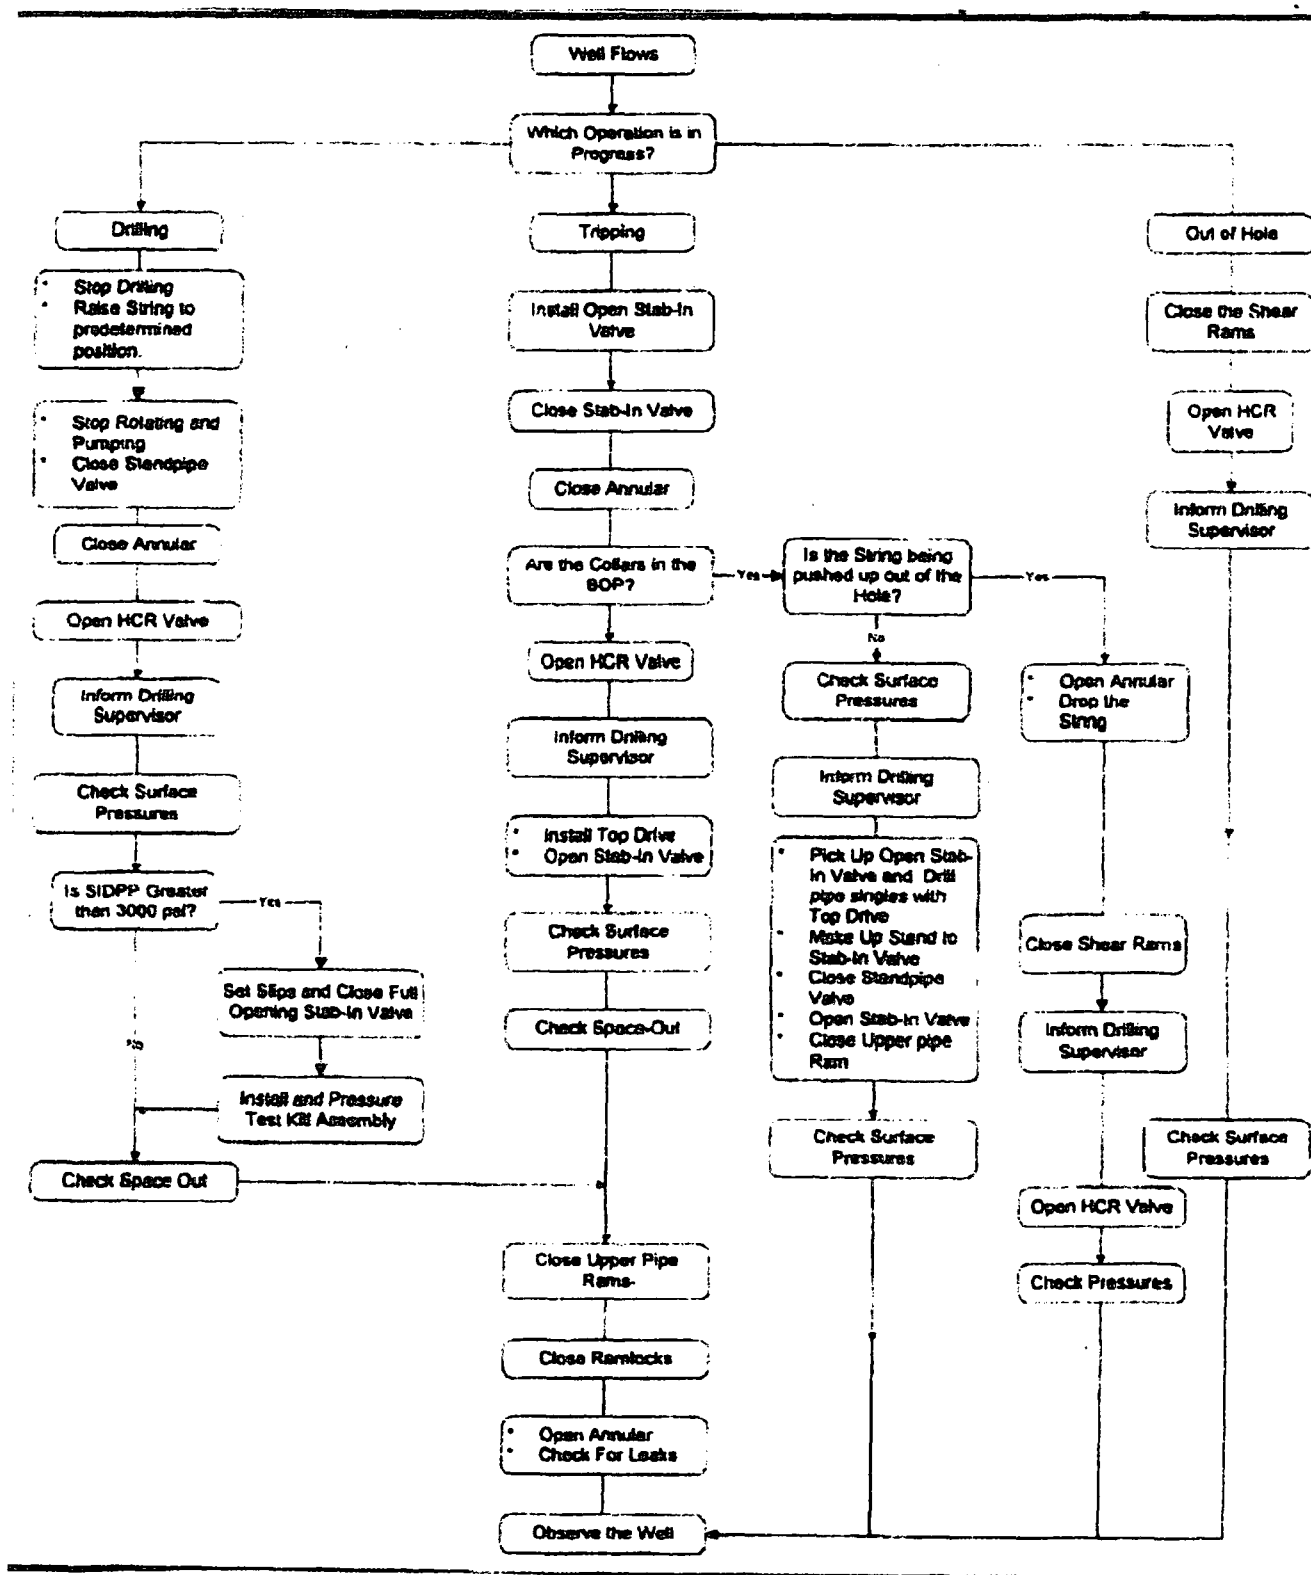 Well Flows
Which Operation is in
Progress?
Drilling
• Stop Drilling
• Raise String to
predetermined
position.
• Stop Rotating and
Pumping
• Close Standpipe
Valve
Close Annular
Open HCR Valve
Inform Drilling
Supervisor
Check Surface
Pressures
Is SIDPP Greater
than 3000 psi?
Yes
No
Set Slips and Close Full
Opening Stab-In Valve
Install and Pressure
Test Kill Assembly
Check Space Out
Tripping
Install Open Stab-In
Valve
Close Stab-In Valve
Close Annular
Are the Collars in the
BOP?
Yes
Open HCR Valve
Inform Drilling
Supervisor
• Install Top Drive
• Open Stab-In Valve
Check Surface
Pressures
Check Space-Out
Close Upper Pipe
Rams-
Close Ramlocks
• Open Annular
• Check For Leaks
Observe the Well
Is the String being
pushed up out of the
Hole?
Yes
No
Check Surface
Pressures
Inform Drilling
Supervisor
• Pick Up Open Stab-
In Valve and Drill
pipe singles with
Top Drive
• Make Up Stand to
Stab-In Valve
• Close Standpipe
Valve
• Open Stab-In Valve
• Close Upper pipe
Ram
Check Surface
Pressures
• Open Annular
• Drop the
String
Close Shear Rams
Inform Drilling
Supervisor
Open HCR Valve
Check Pressures
Out of Hole
Close the Shear
Rams
Open HCR
Valve
Inform Drilling
Supervisor
Check Surface
Pressures